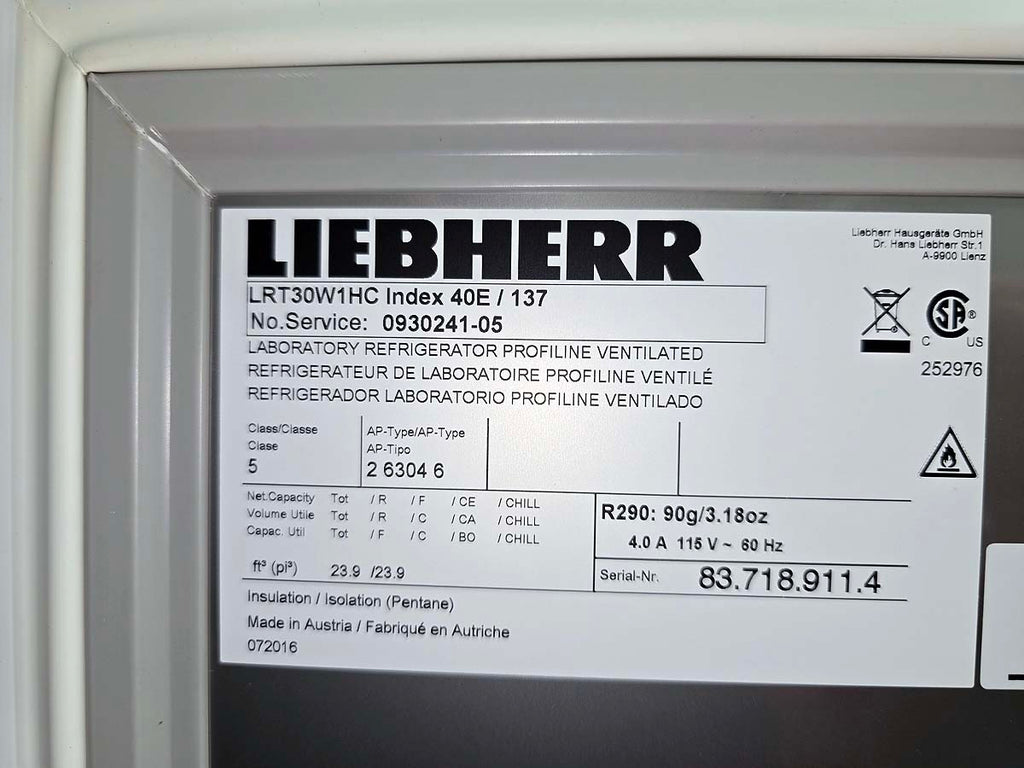 LIEBHERR
Liebherr Hausgeräte GmbH
Dr. Hans Liebherr Str.1
A-9900 Lienz
LRT30W1HC Index 40E / 137
No.Service: 0930241-05
LABORATORY REFRIGERATOR PROFILINE VENTILATED
REFRIGERATEUR DE LABORATOIRE PROFILINE VENTILÉ
REFRIGERADOR LABORATORIO PROFILINE VENTILADO
SA®
C US
252976
Class/Classe
Clase
5
AP-Type/AP-Type
AP-Tipo
2 6304 6
Net.Capacity Tot / R / F / CE / CHILL
Volume Utile Tot / R / C / CA / CHILL
Capac. Util Tot / F / C / BO / CHILL
ft³ (pi³) 23.9 /23.9
R290: 90g/3.18oz
4.0 A 115 V ~ 60 Hz
Serial-Nr. 83.718.911.4
Insulation / Isolation (Pentane)
Made in Austria / Fabriqué en Autriche
072016